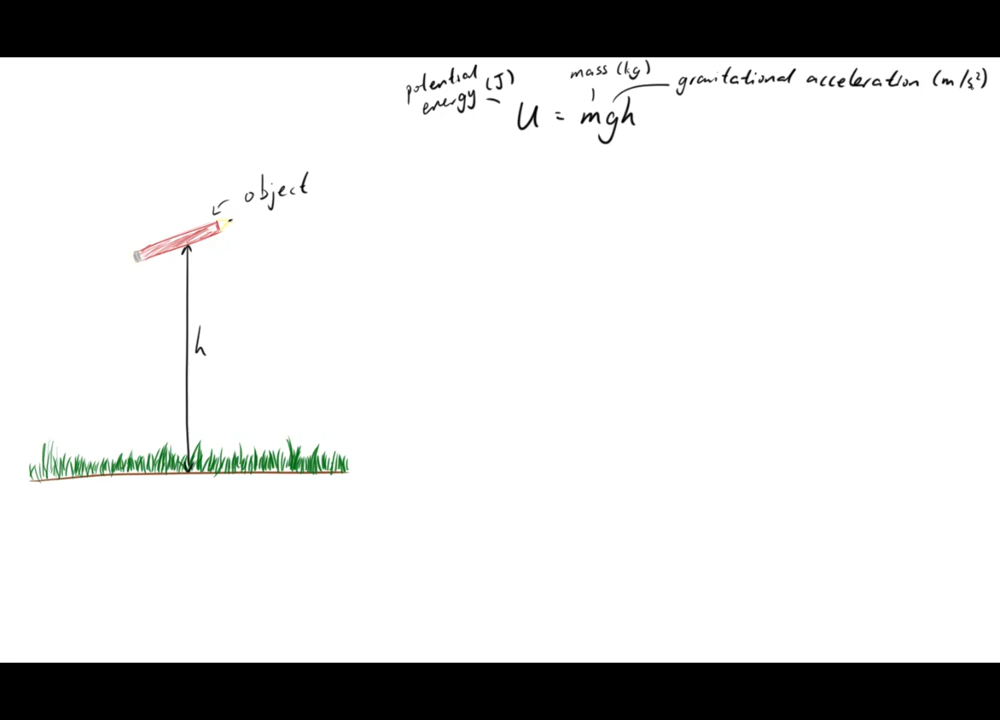 potential
energy (J)
mass (kg)
gravitational acceleration (m/s²)
U = mgh
object
h